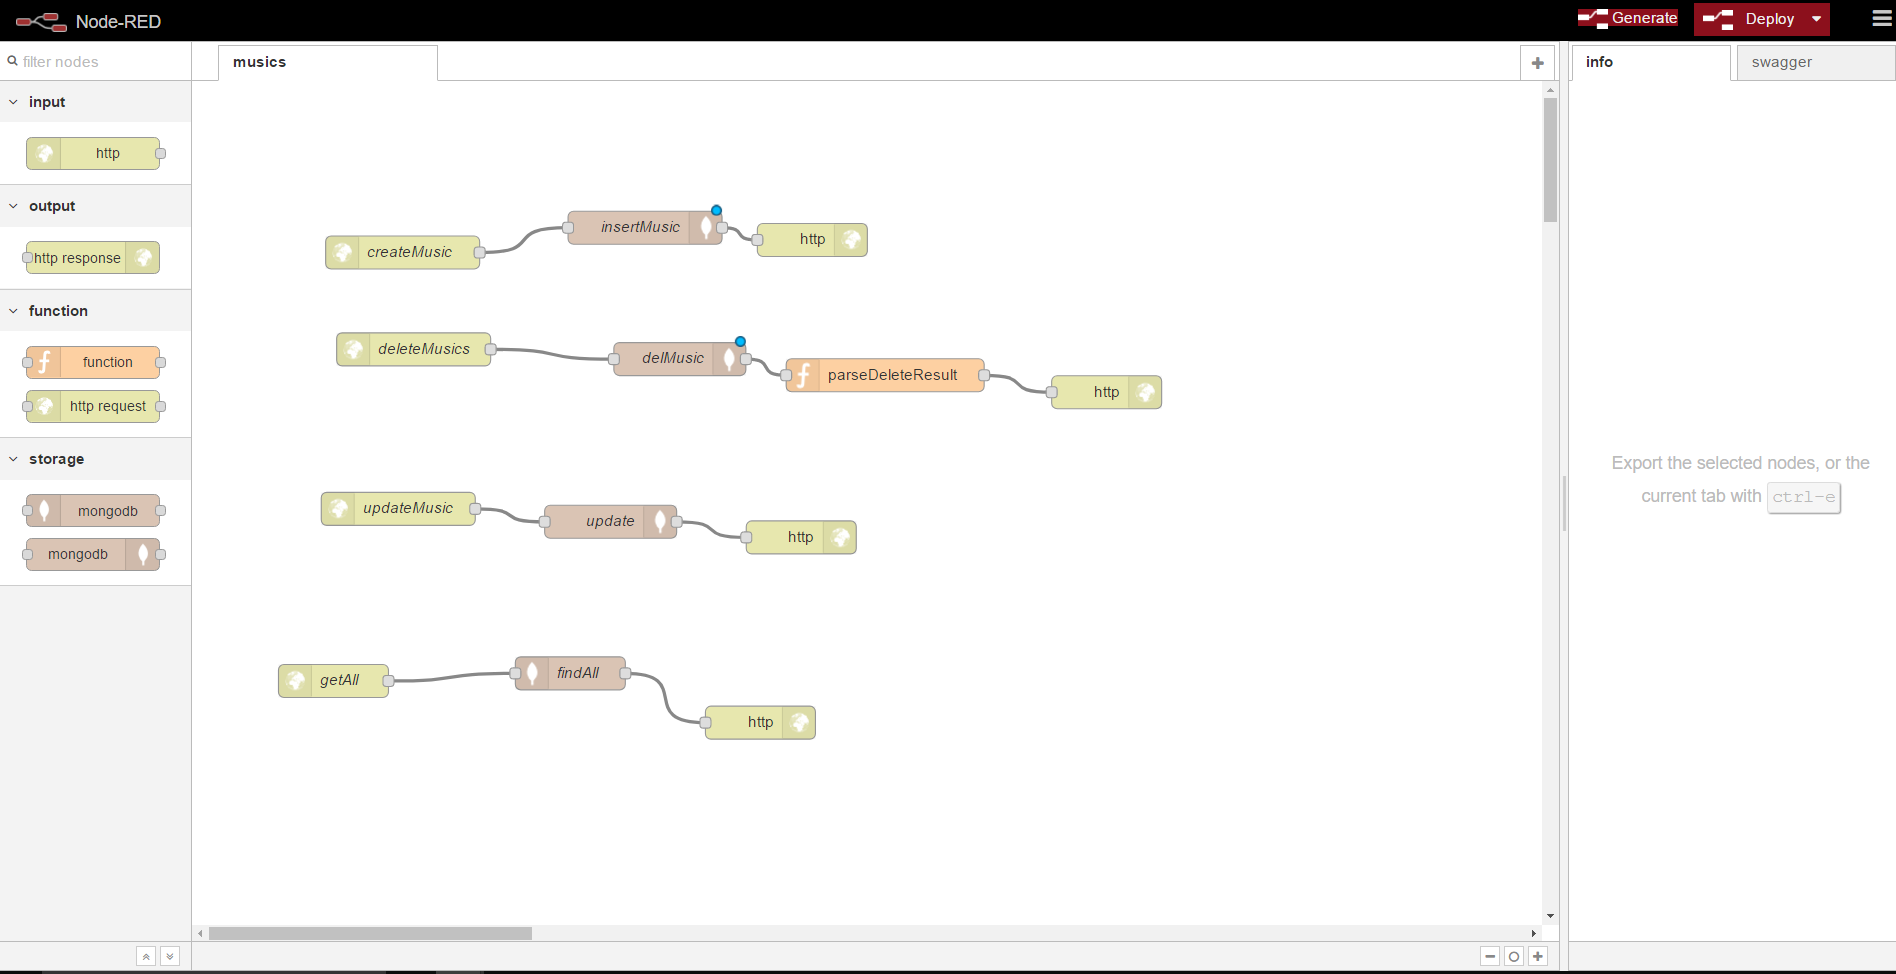 Node-RED
Generate
Deploy
filter nodes
musics
info
swagger
input
http
output
http response
function
function
http request
storage
mongodb
mongodb
createMusic
insertMusic
http
deleteMusics
delMusic
parseDeleteResult
http
updateMusic
update
http
getAll
findAll
http
Export the selected nodes, or the
current tab with ctrl-e